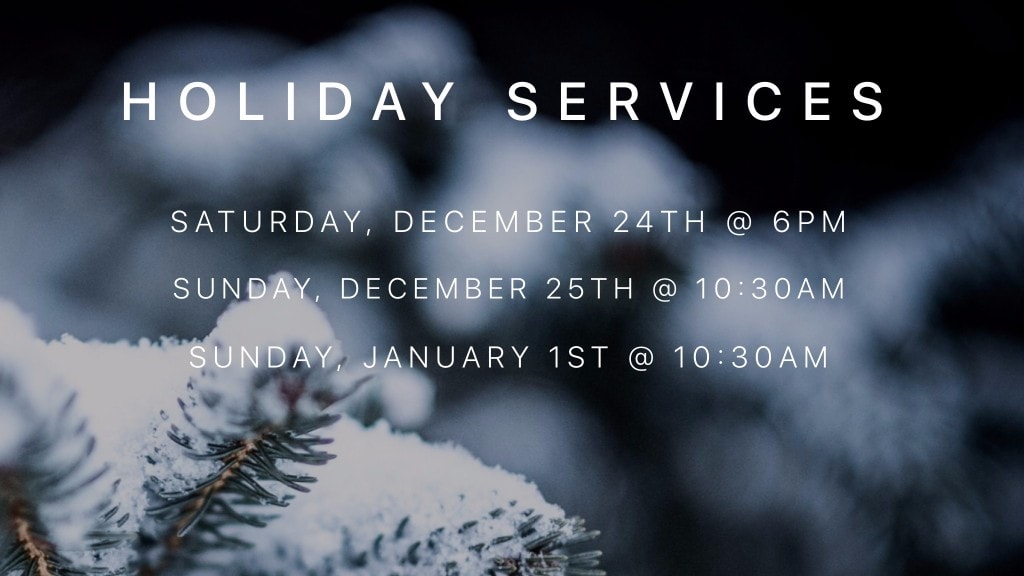 HOLIDAY SERVICES
SATURDAY, DECEMBER 24TH @ 6PM
SUNDAY, DECEMBER 25TH @ 10:30AM
SUNDAY, JANUARY 1ST @ 10:30AM